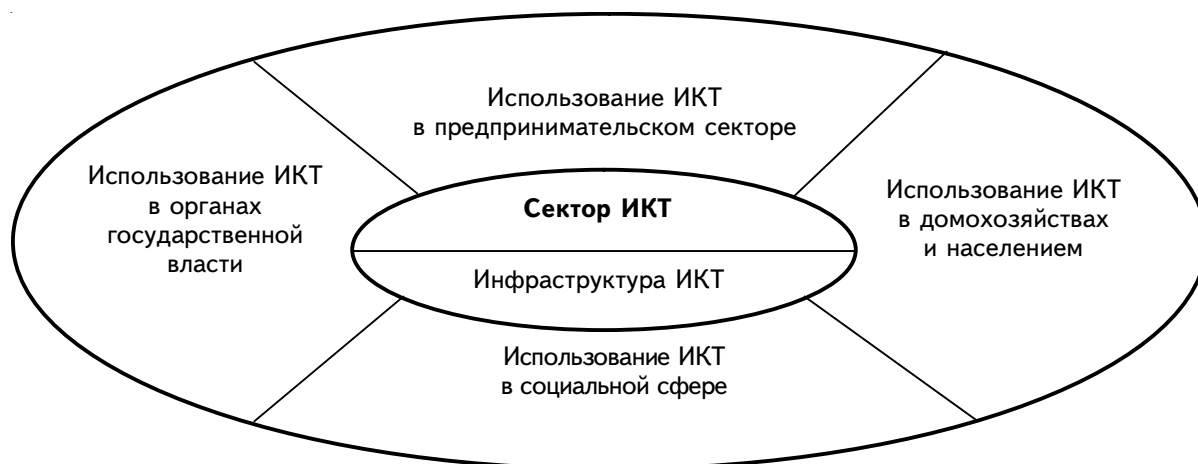 Использование ИКТ
в предпринимательском секторе
Использование ИКТ
в органах
государственной
власти
Сектор ИКТ
Инфраструктура ИКТ
Использование ИКТ
в домохозяйствах
и населением
Использование ИКТ
в социальной сфере